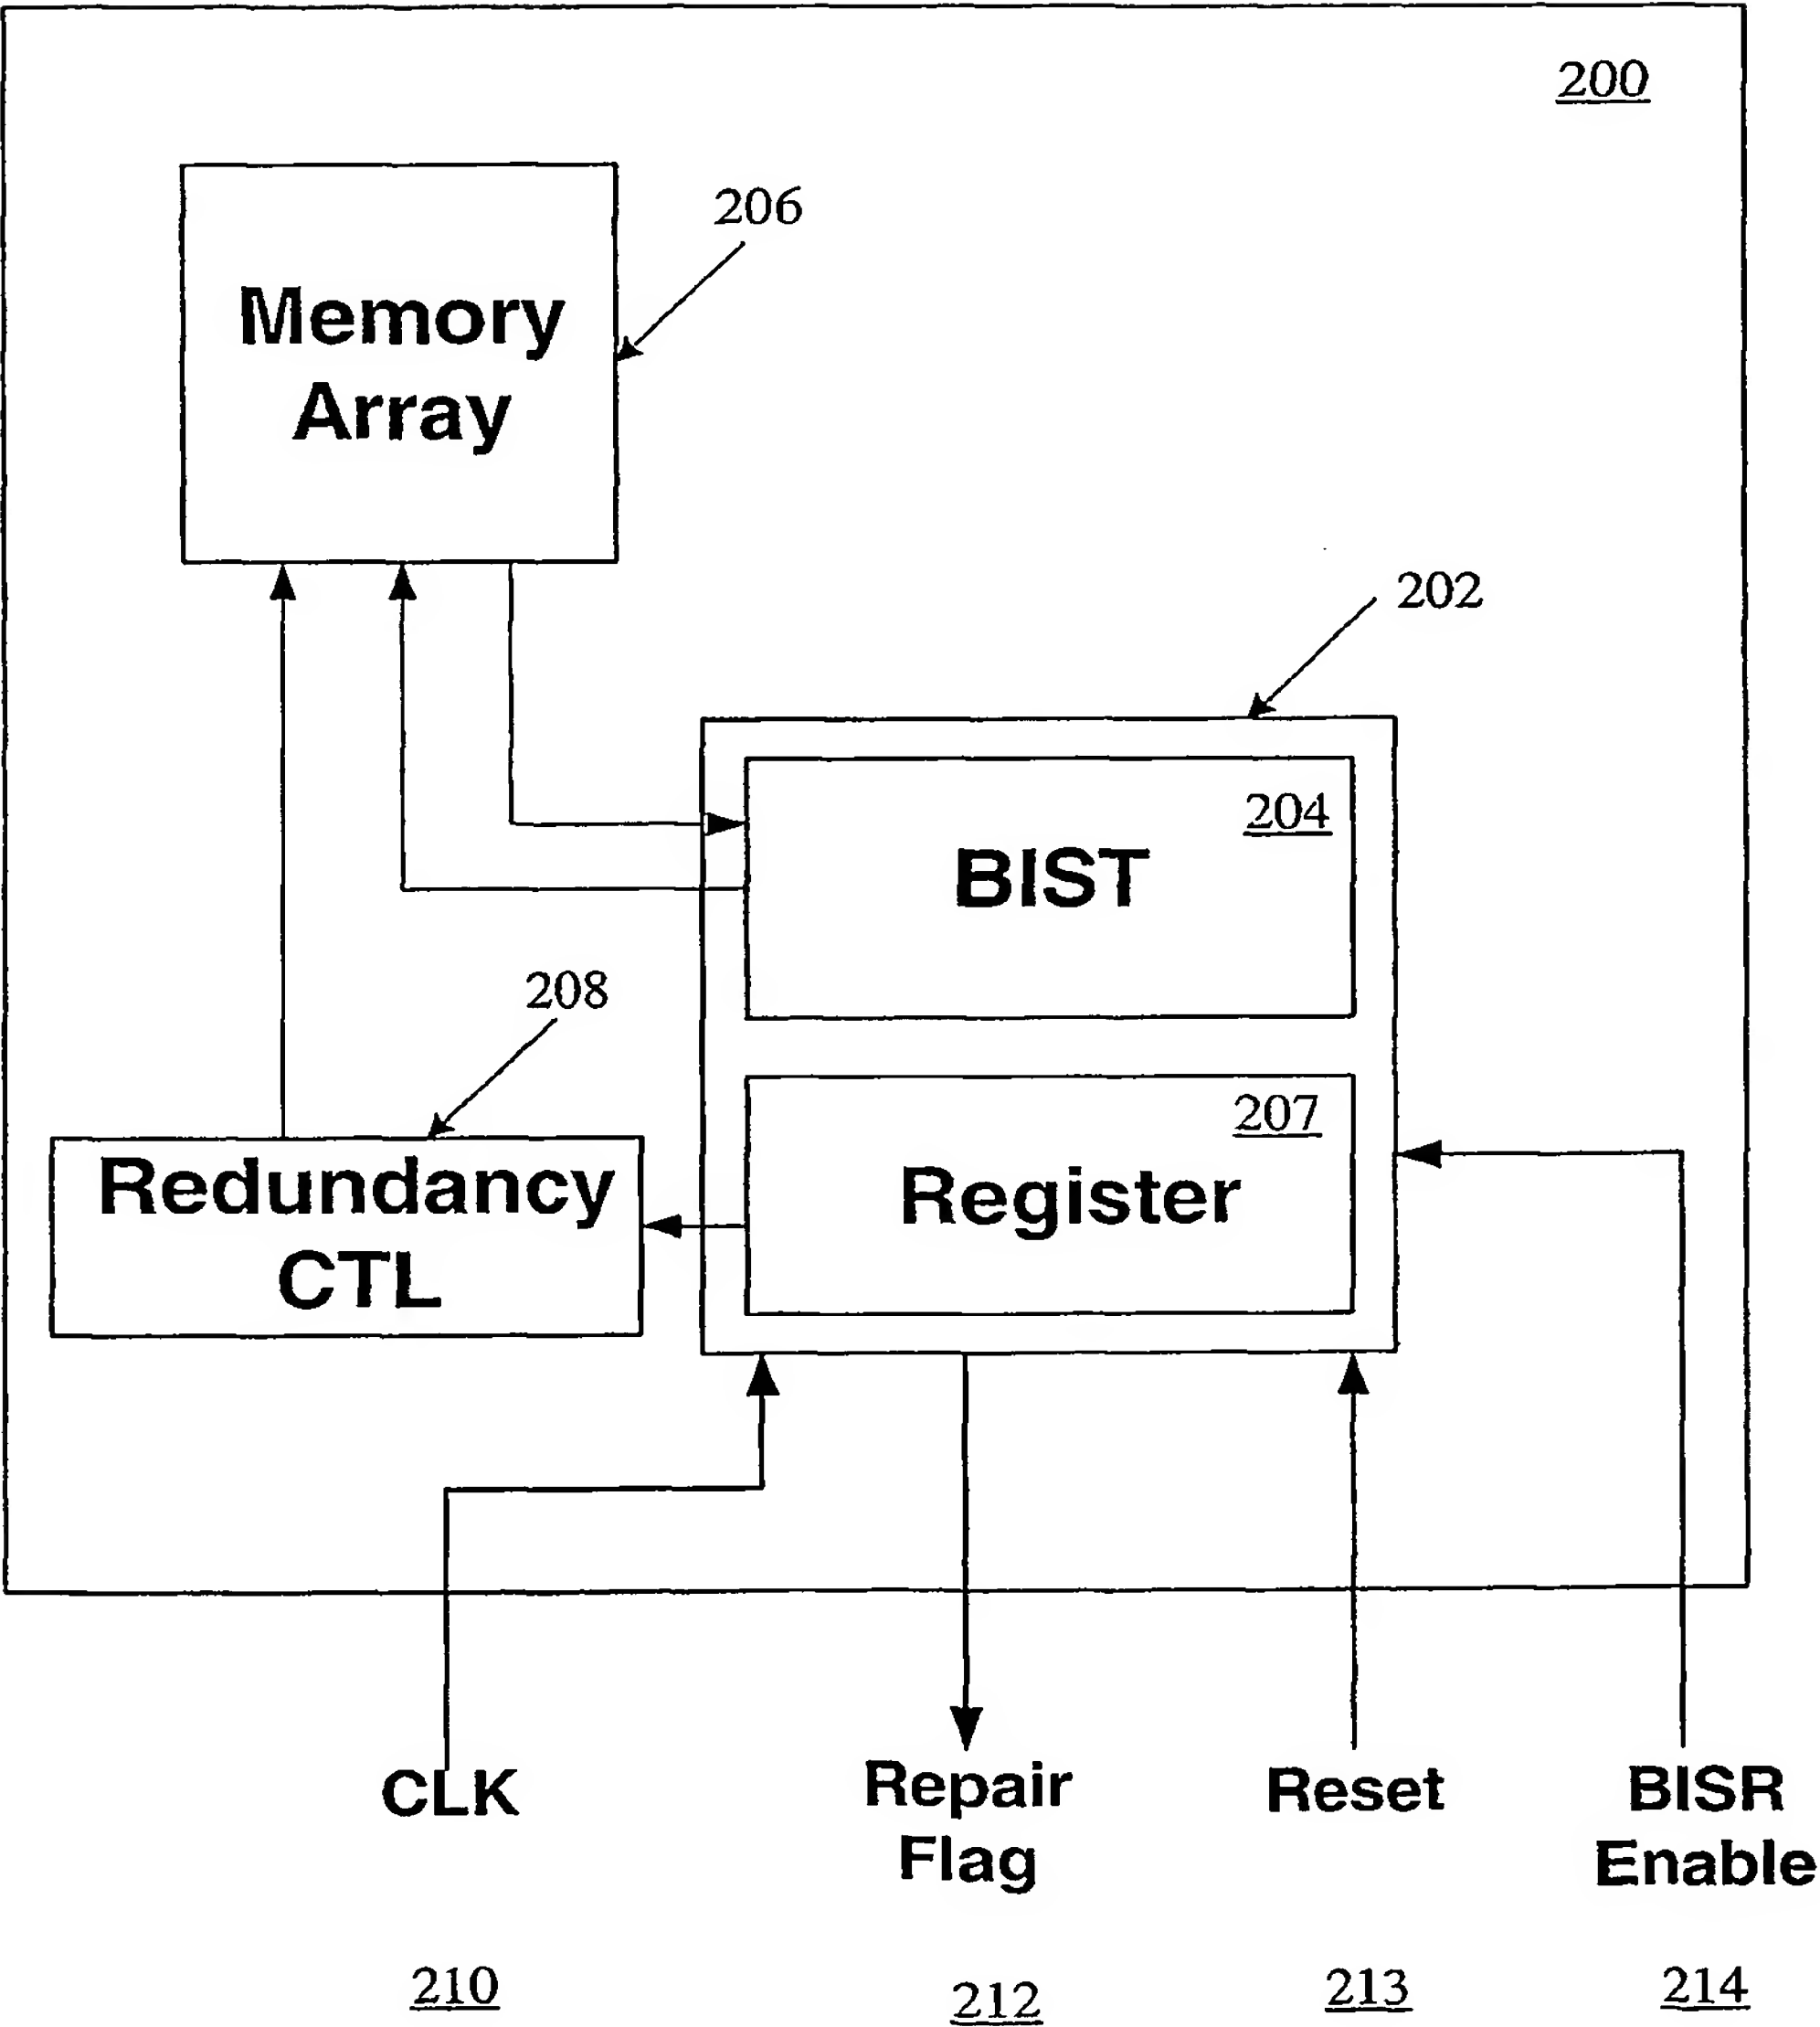 200
206
Memory
Array
202
204
BIST
208
207
Redundancy
CTL
Register
CLK
Repair
Flag
Reset
BISR
Enable
210
212
213
214